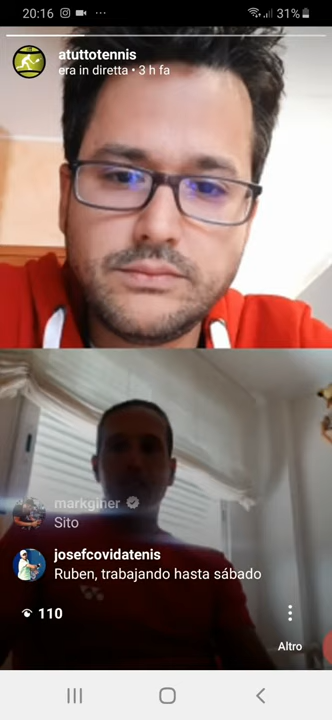 20:16
31%
atuttotennis
era in diretta • 3 h fa
markginer
Sito
josefcovidatenis
Ruben, trabajando hasta sábado
110
Altro